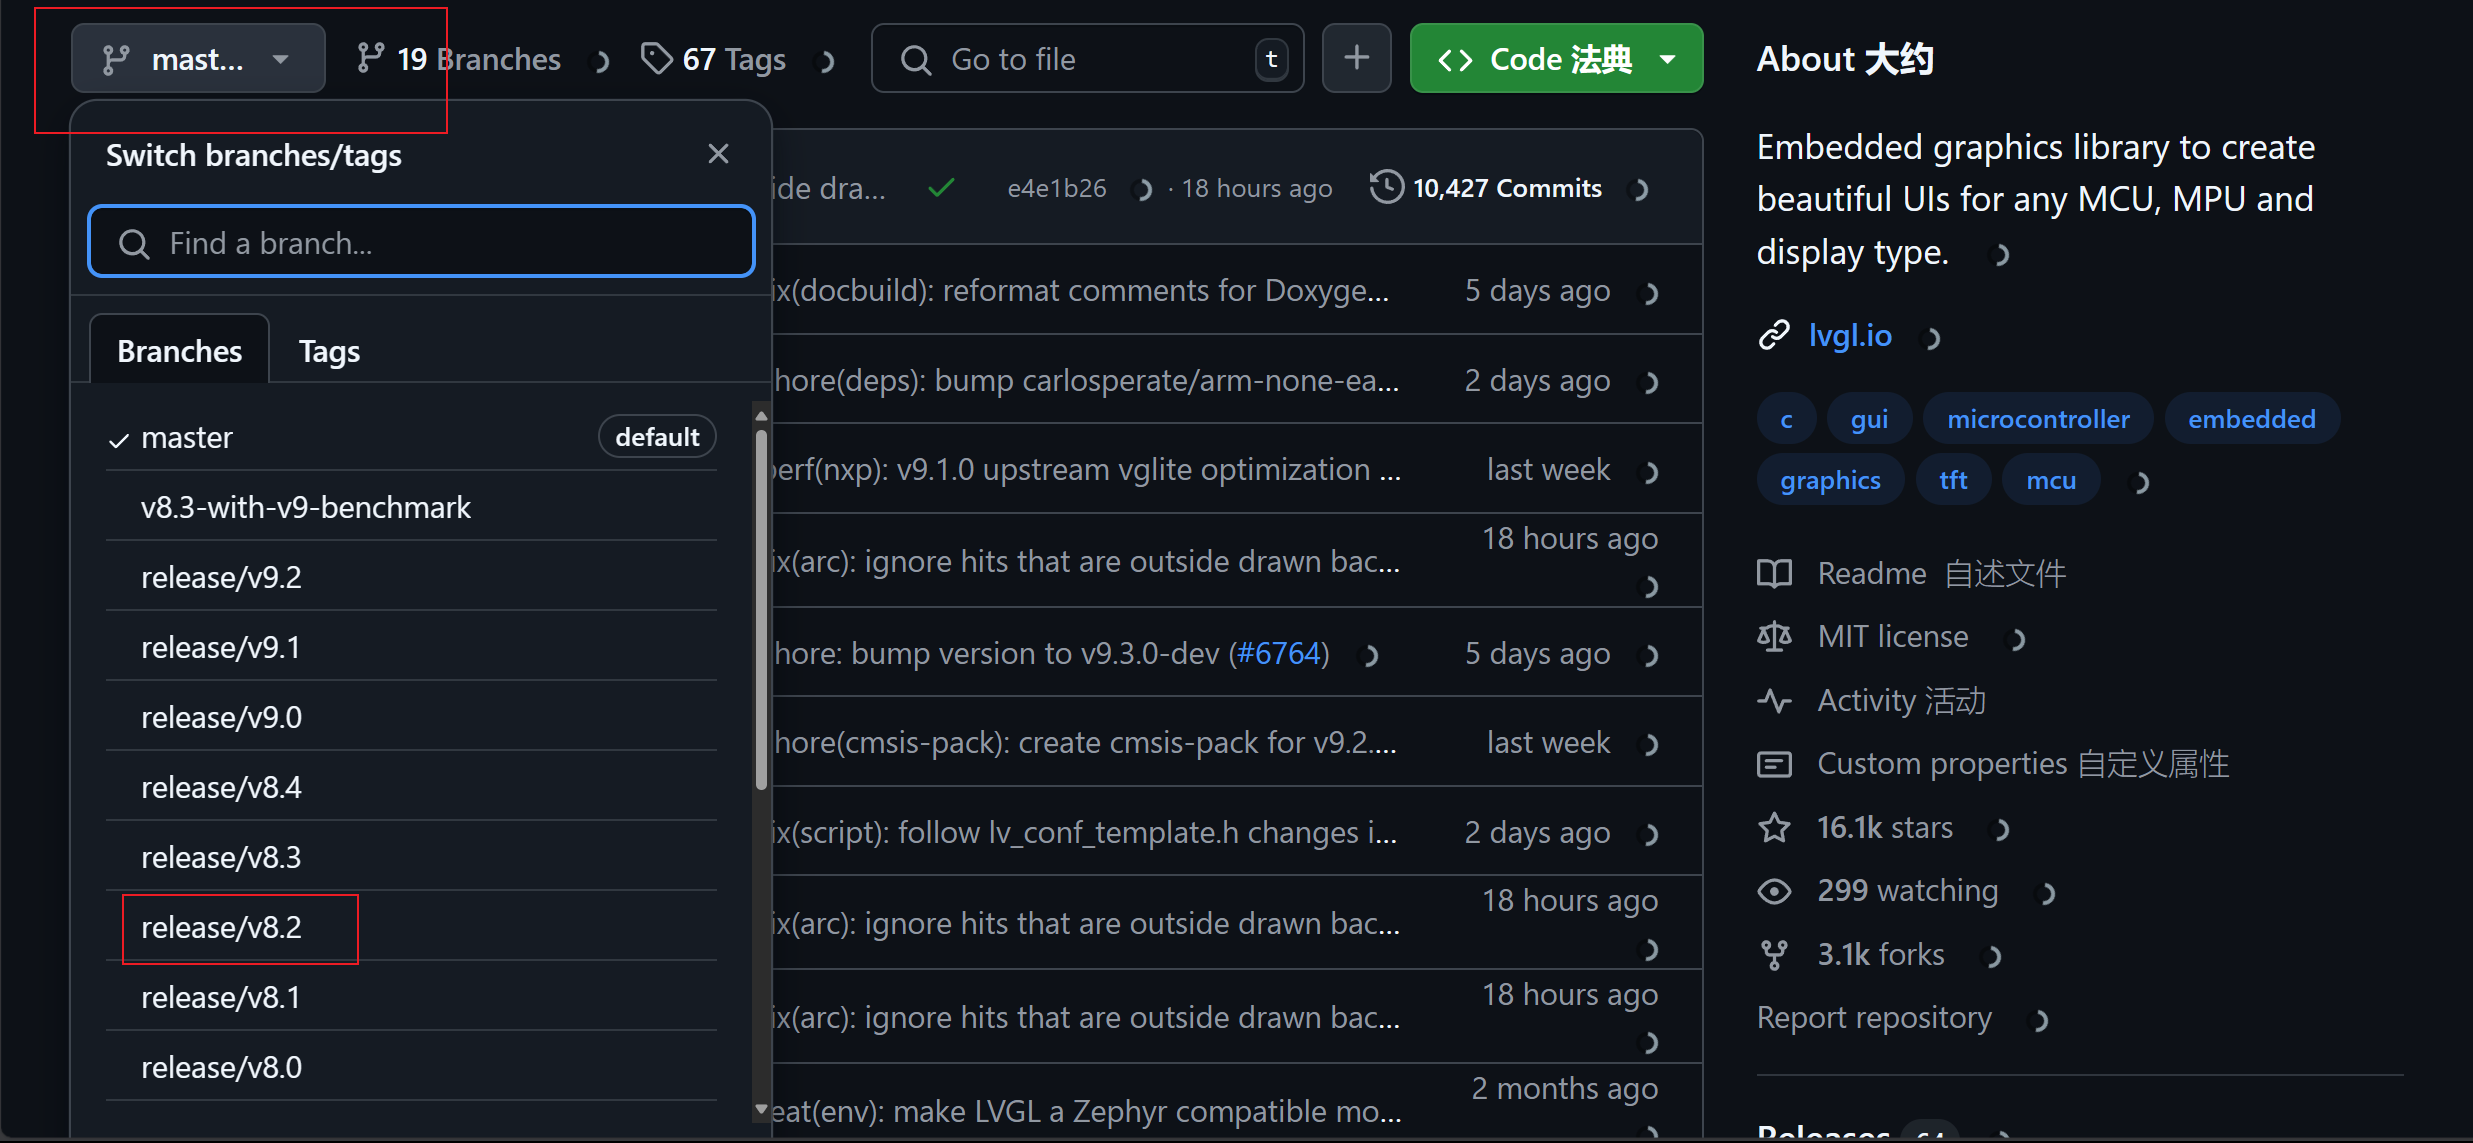 mast...
19 Branches
67 Tags
Go to file
t
Code 法典
Switch branches/tags
Find a branch...
Branches
Tags
master
default
v8.3-with-v9-benchmark
release/v9.2
release/v9.1
release/v9.0
release/v8.4
release/v8.3
release/v8.2
release/v8.1
release/v8.0
ide dra...
e4e1b26
· 18 hours ago
10,427 Commits
ix(docbuild): reformat comments for Doxyge...
5 days ago
hore(deps): bump carlosperate/arm-none-ea...
2 days ago
perf(nxp): v9.1.0 upstream vglite optimization ...
last week
ix(arc): ignore hits that are outside drawn bac...
18 hours ago
hore: bump version to v9.3.0-dev (#6764)
5 days ago
hore(cmsis-pack): create cmsis-pack for v9.2....
last week
ix(script): follow lv_conf_template.h changes i...
2 days ago
ix(arc): ignore hits that are outside drawn bac...
18 hours ago
ix(arc): ignore hits that are outside drawn bac...
18 hours ago
eat(env): make LVGL a Zephyr compatible mo...
2 months ago
About 大约
Embedded graphics library to create
beautiful UIs for any MCU, MPU and
display type.
lvgl.io
c
gui
microcontroller
embedded
graphics
tft
mcu
Readme 自述文件
MIT license
Activity 活动
Custom properties 自定义属性
16.1k stars
299 watching
3.1k forks
Report repository
Releases 64